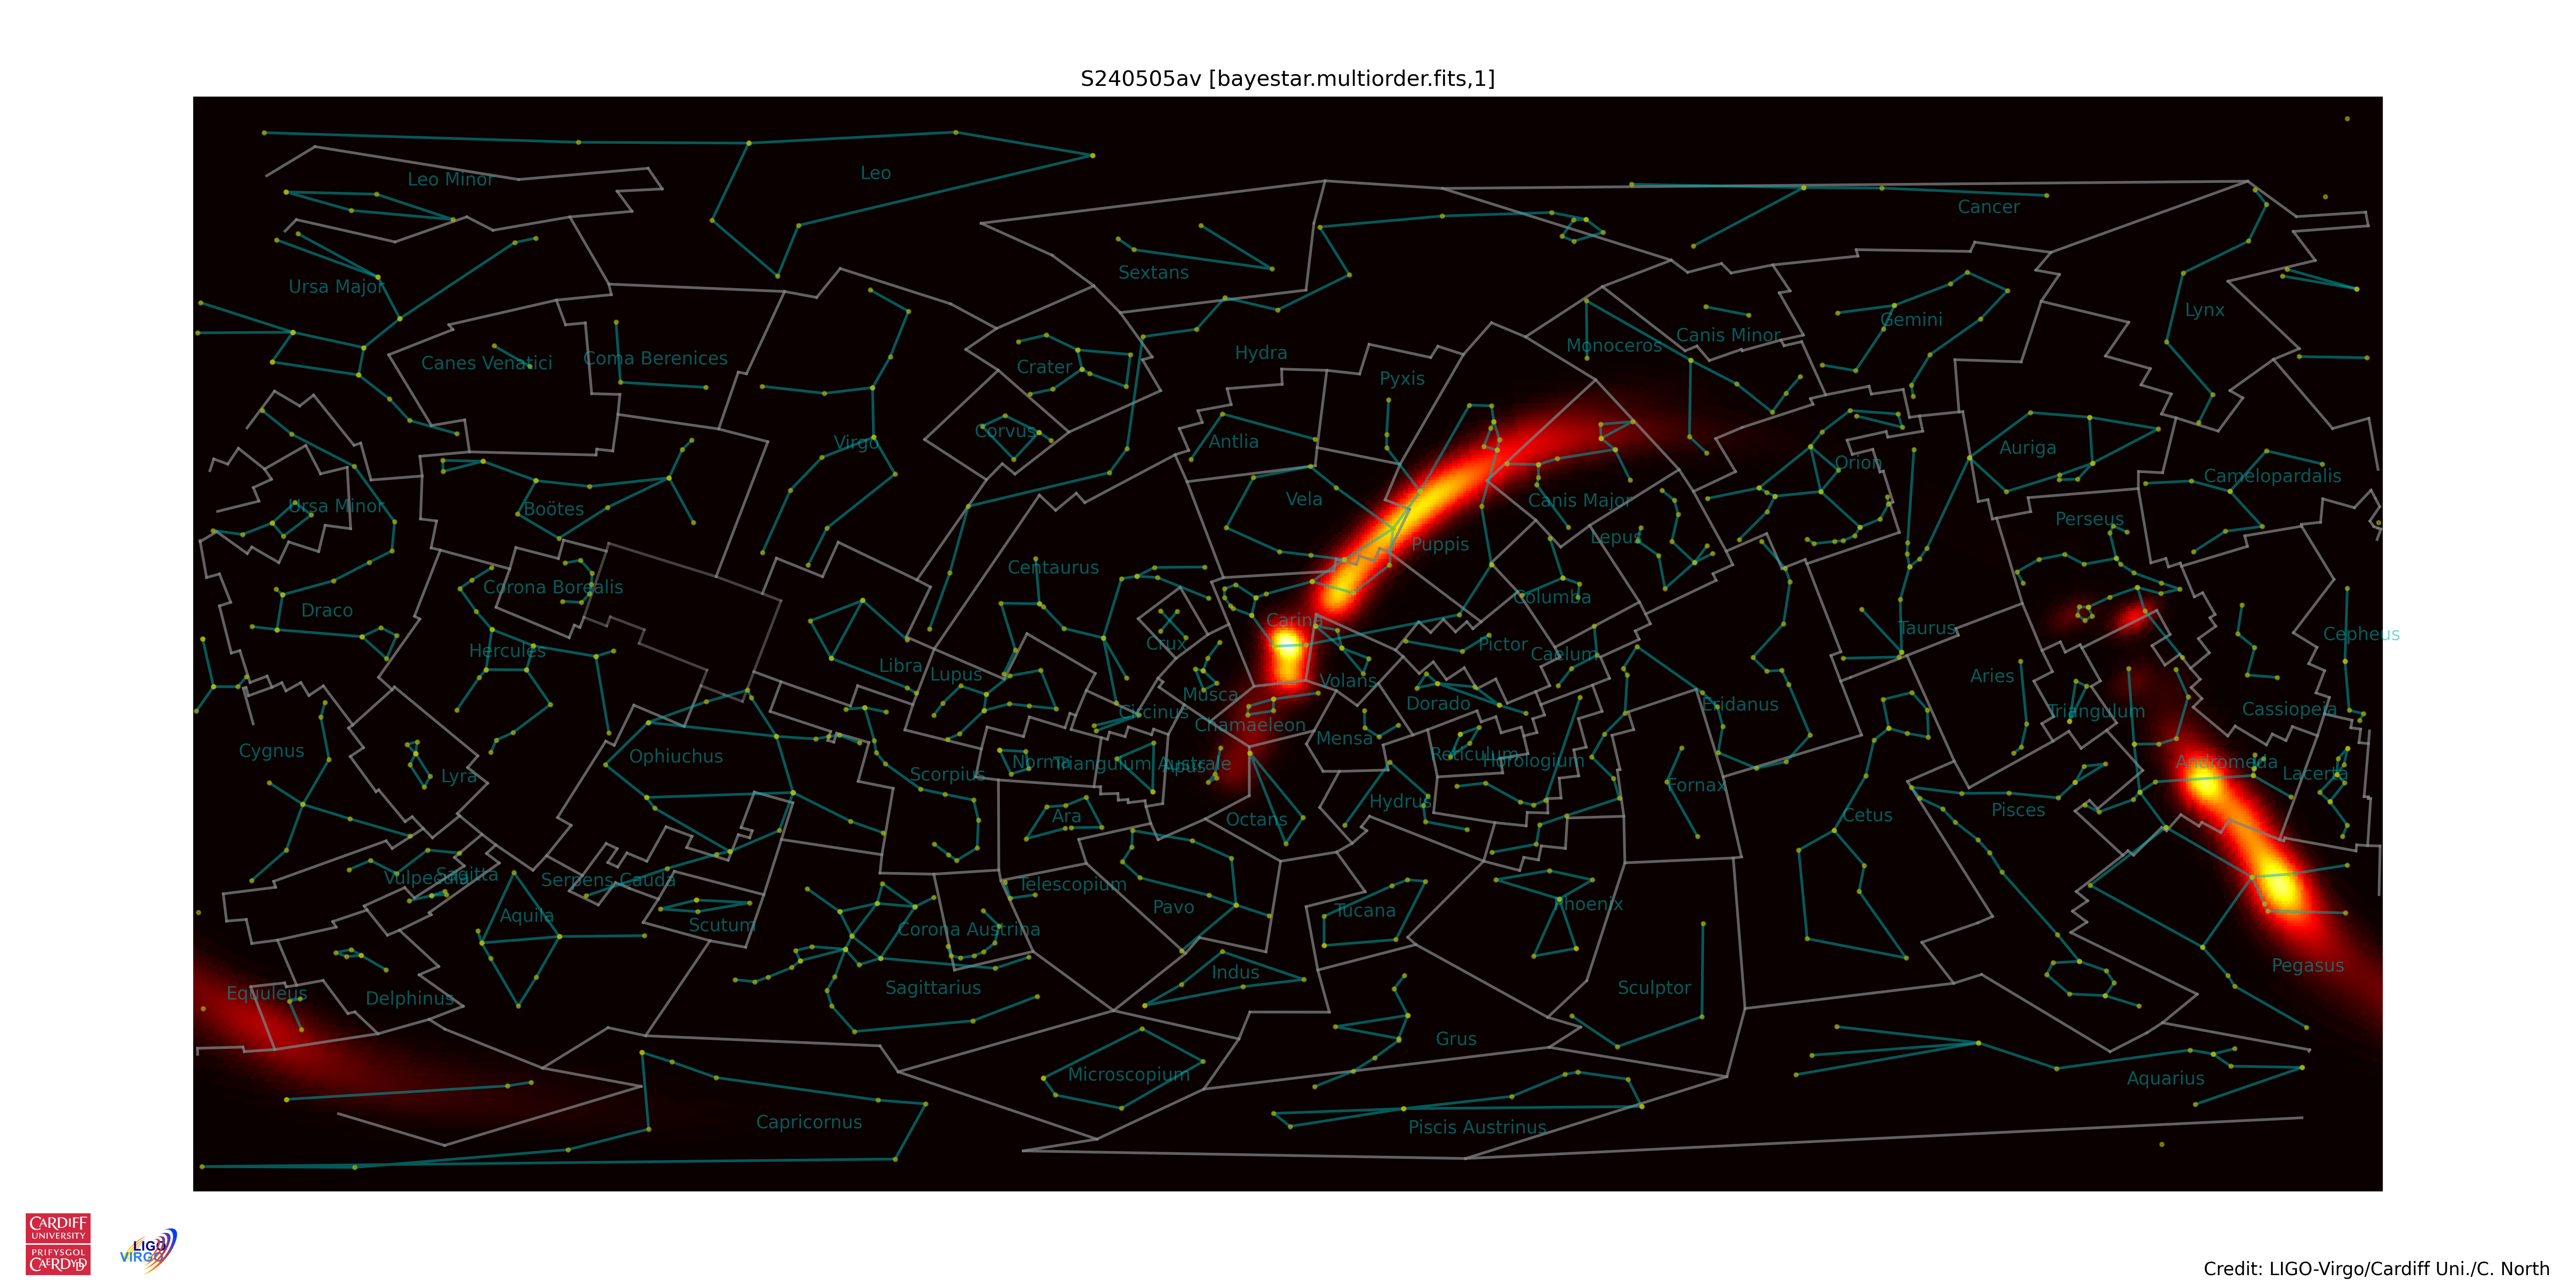 S240505av [bayestar.multiorder.fits,1]
Leo
Leo Minor
Cancer
Sextans
Ursa Major
Lynx
Gemini
Canis Minor
Monoceros
Hydra
Coma Berenices
Canes Venatici
Crater
Pyxis
Corvus
Antlia
Virgo
Auriga
Orion
Camelopardalis
Vela
Canis Major
Ursa Minor
Boötes
Perseus
Lepus
Puppis
Centaurus
Corona Borealis
Columba
Draco
Carina
Taurus
Cepheus
Crux
Pictor
Hercules
Caelum
Libra
Lupus
Aries
Volans
Musca
Dorado
Eridanus
Circinus
Triangulum
Cassiopeia
Chamaeleon
Mensa
Cygnus
Ophiuchus
Reticulum
Horologium
Norma
Triangulum Australe
Apus
Andromeda
Lacerta
Scorpius
Lyra
Fornax
Hydrus
Pisces
Ara
Octans
Cetus
Vulpecula
Sagitta
Serpens Cauda
Telescopium
Phoenix
Pavo
Tucana
Aquila
Scutum
Corona Austrina
Pegasus
Indus
Equuleus
Delphinus
Sagittarius
Sculptor
Grus
Microscopium
Aquarius
Capricornus
Piscis Austrinus
CARDIFF
UNIVERSITY
PRIFYSGOL
CAERDYDD
LIGO
VIRGO
Credit: LIGO-Virgo/Cardiff Uni./C. North